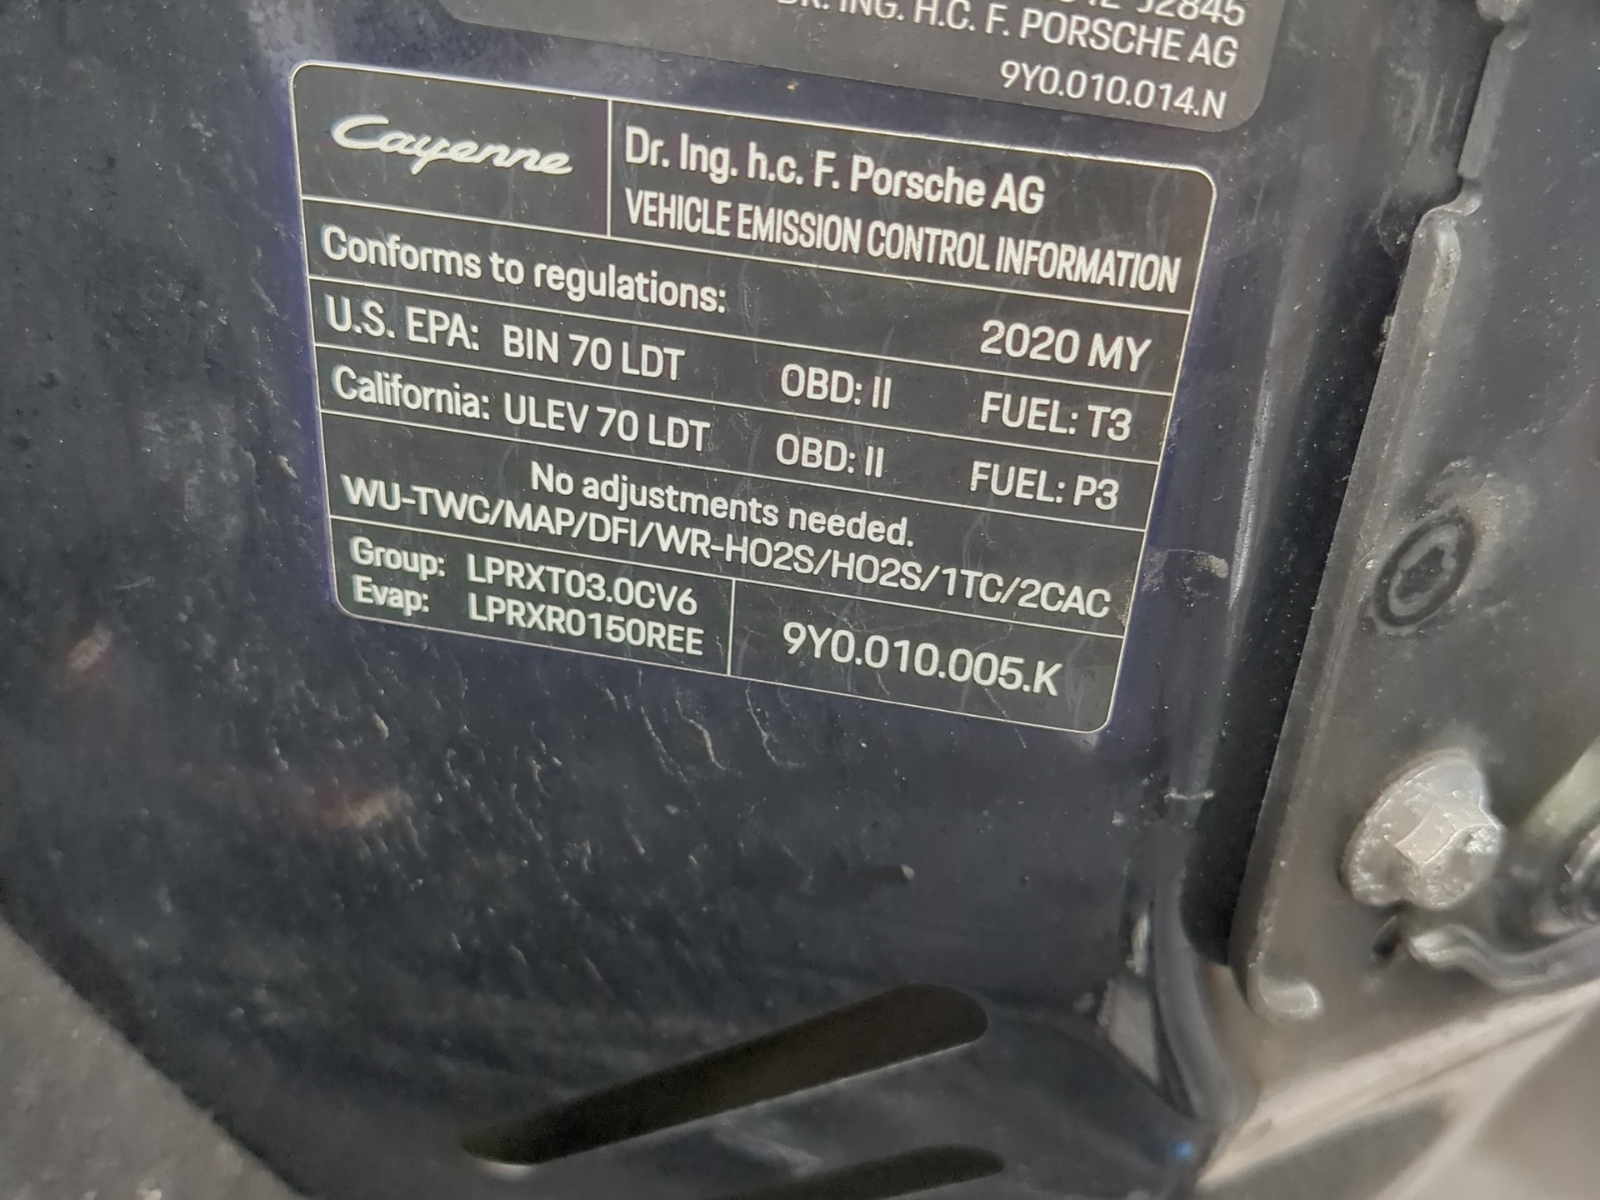 J2845
DR. ING. H.C. F. PORSCHE AG
9Y0.010.014.N
Cayenne
Dr. Ing. h.c. F. Porsche AG
VEHICLE EMISSION CONTROL INFORMATION
Conforms to regulations:
2020 MY
U.S. EPA: BIN 70 LDT OBD: II FUEL: T3
California: ULEV 70 LDT OBD: II FUEL: P3
No adjustments needed.
WU-TWC/MAP/DFI/WR-HO2S/HO2S/1TC/2CAC
Group: LPRXT03.0CV6
Evap: LPRXR0150REE
9Y0.010.005.K